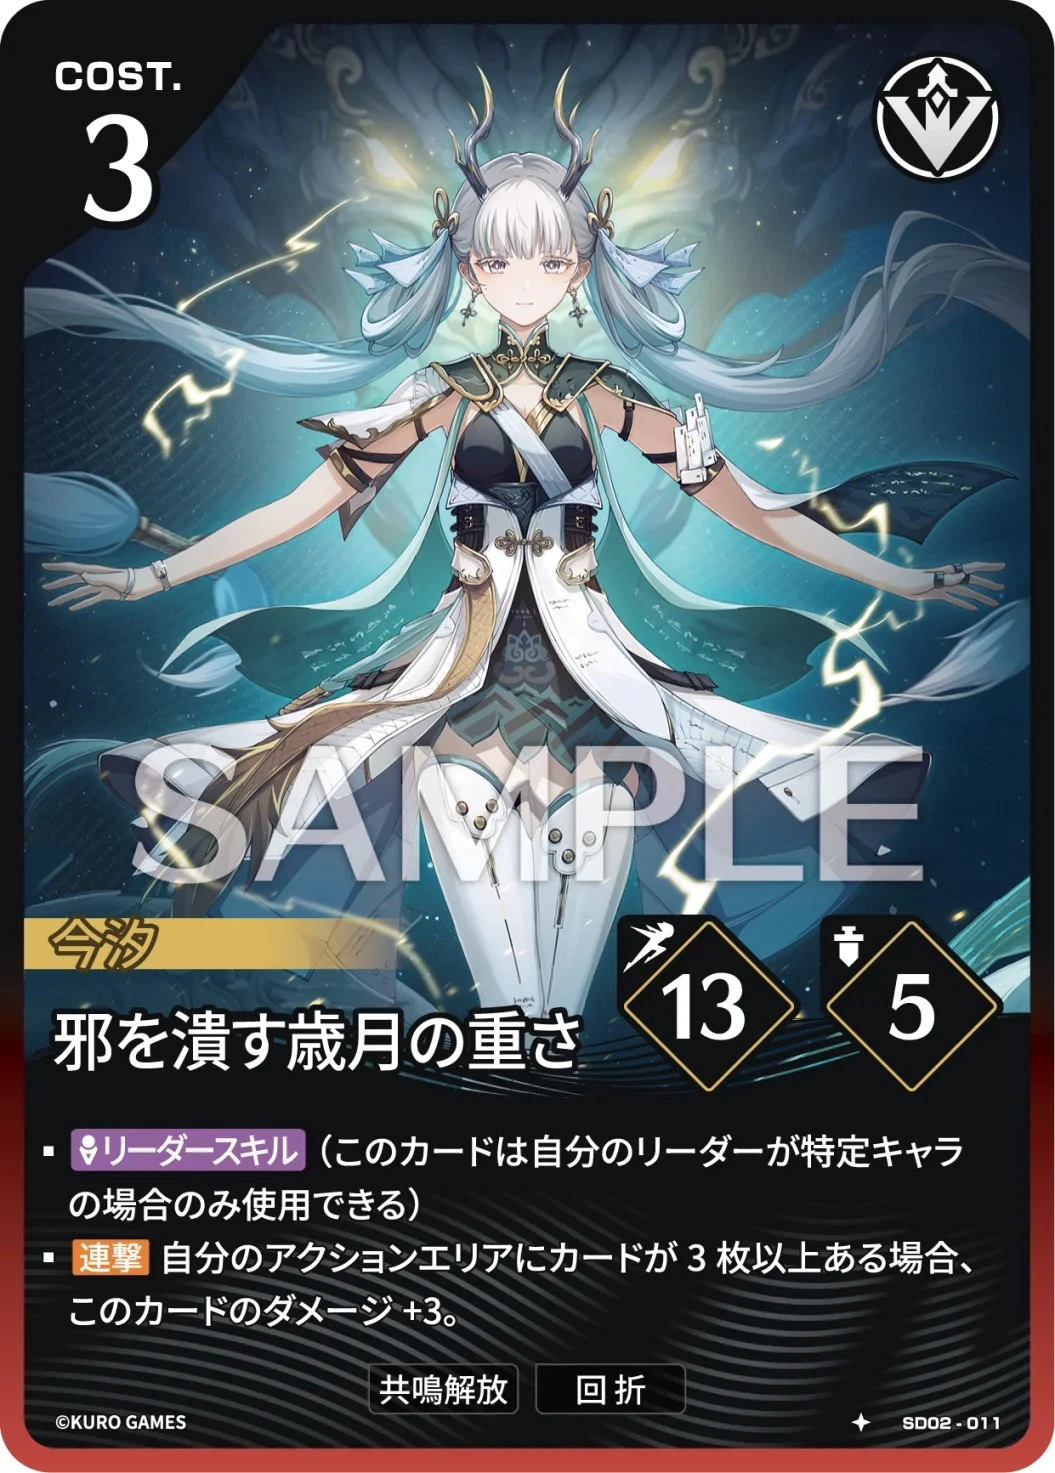 COST.
3
SAMPLE
今汐
13
5
邪を潰す歳月の重さ
▪ リーダースキル（このカードは自分のリーダーが特定キャラ
の場合のみ使用できる）
▪ 連撃 自分のアクションエリアにカードが 3 枚以上ある場合、
このカードのダメージ +3。
共鳴解放 回折
©KURO GAMES
SD02 - 011